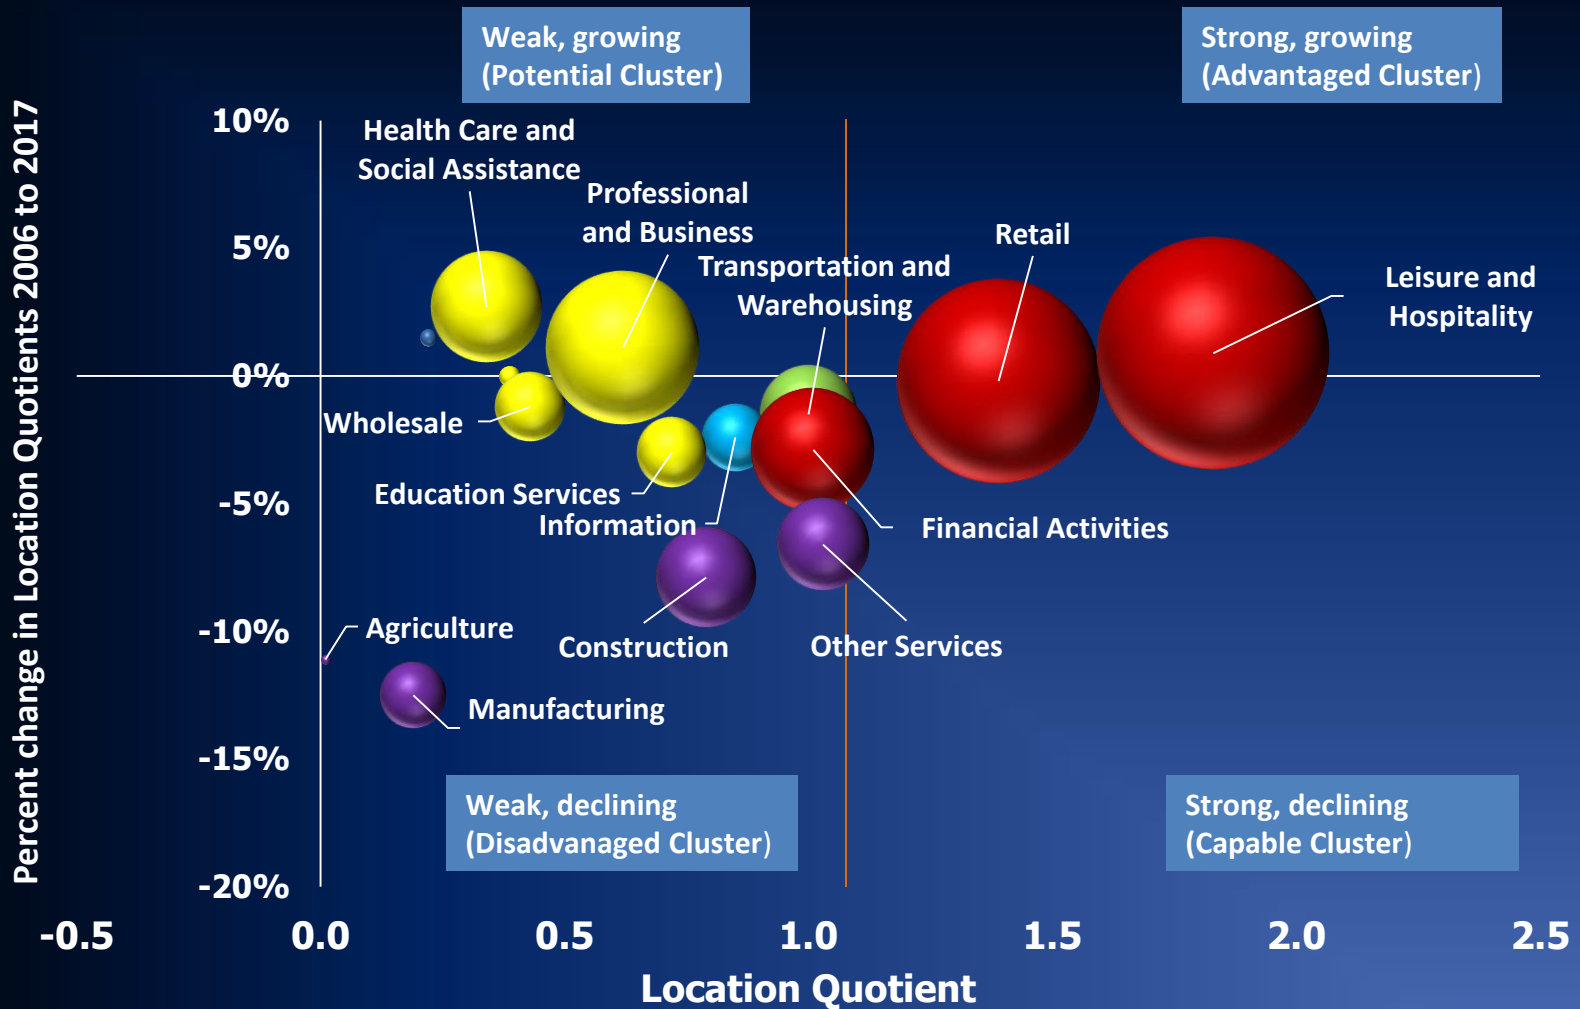 Weak, growing
(Potential Cluster)
Strong, growing
(Advantaged Cluster)
Percent change in Location Quotients 2006 to 2017
10%
5%
0%
-5%
-10%
-15%
-20%
Health Care and
Social Assistance
Professional
and Business
Transportation and
Warehousing
Retail
Leisure and
Hospitality
Wholesale
Education Services
Information
Financial Activities
Agriculture
Construction
Other Services
Manufacturing
Weak, declining
(Disadvanaged Cluster)
Strong, declining
(Capable Cluster)
-0.5
0.0
0.5
1.0
1.5
2.0
2.5
Location Quotient